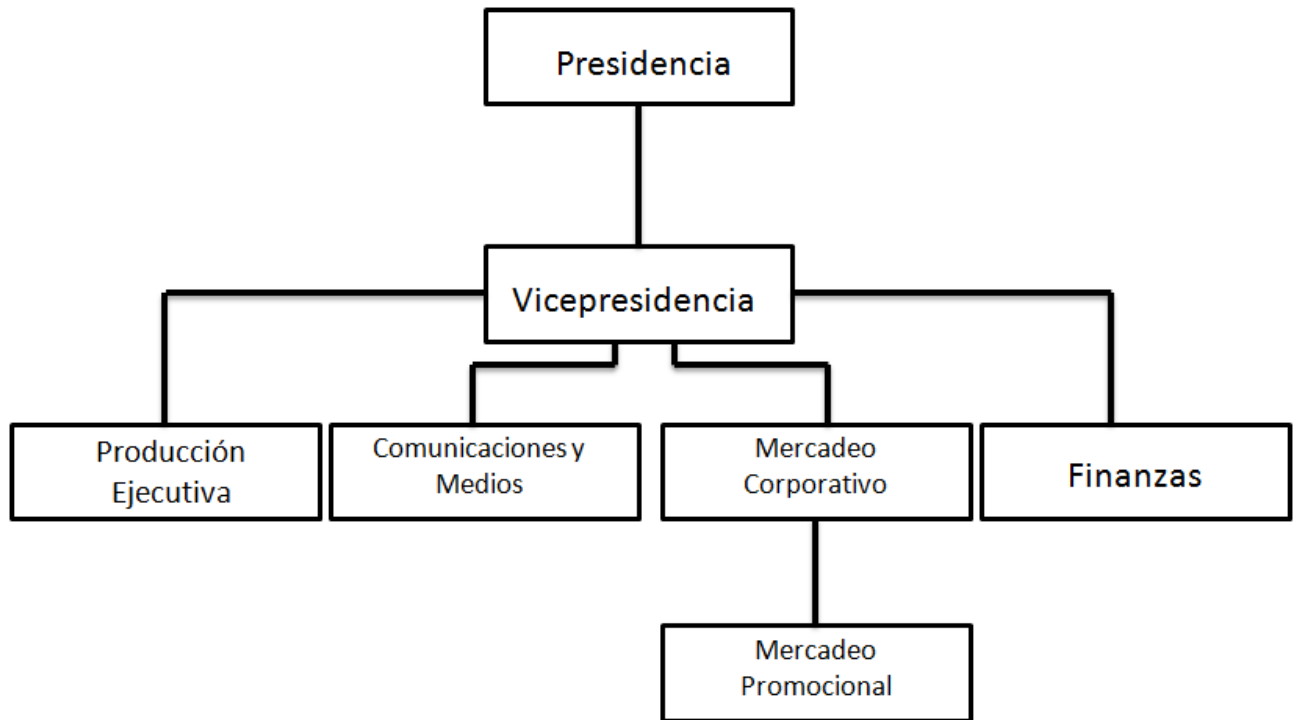 Presidencia
Vicepresidencia
Producción
Ejecutiva
Comunicaciones y
Medios
Mercadeo
Corporativo
Finanzas
Mercadeo
Promocional